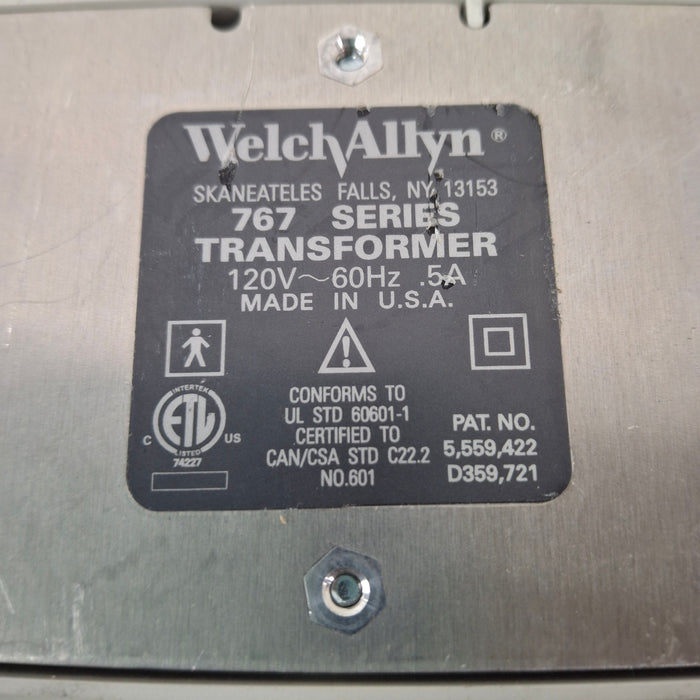 WelchAllyn®
SKANEATELES FALLS, NY 13153
767 SERIES
TRANSFORMER
120V~60Hz .5A
MADE IN U.S.A.
INTERTEK
C ETL US
LISTED
74227
CONFORMS TO
UL STD 60601-1
CERTIFIED TO
CAN/CSA STD C22.2
NO.601
PAT. NO.
5,559,422
D359,721